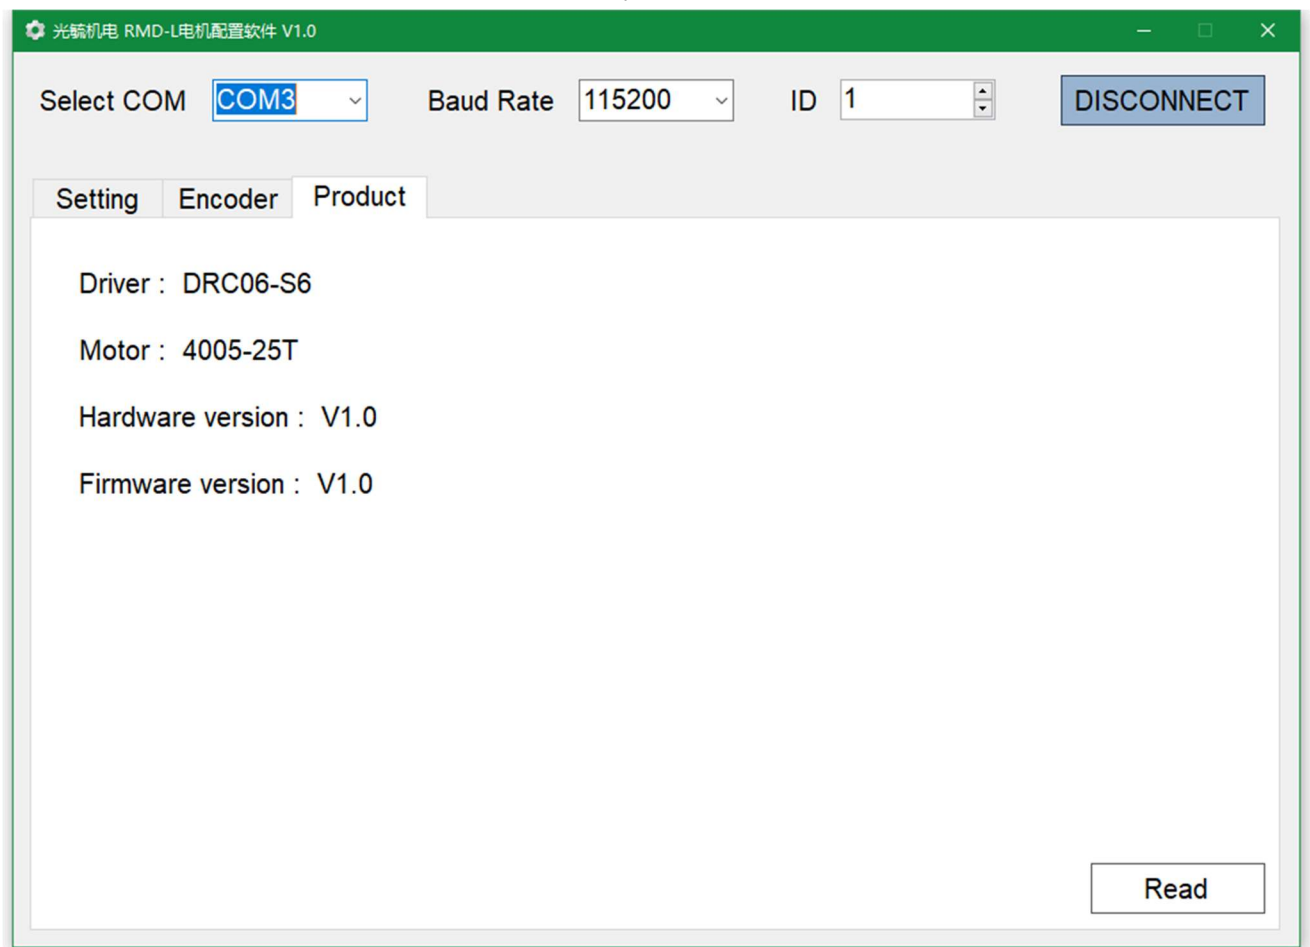 光毓机电 RMD-L电机配置软件 V1.0
Select COM COM3 Baud Rate 115200 ID 1 DISCONNECT
Setting Encoder Product
Driver : DRC06-S6
Motor : 4005-25T
Hardware version : V1.0
Firmware version : V1.0
Read